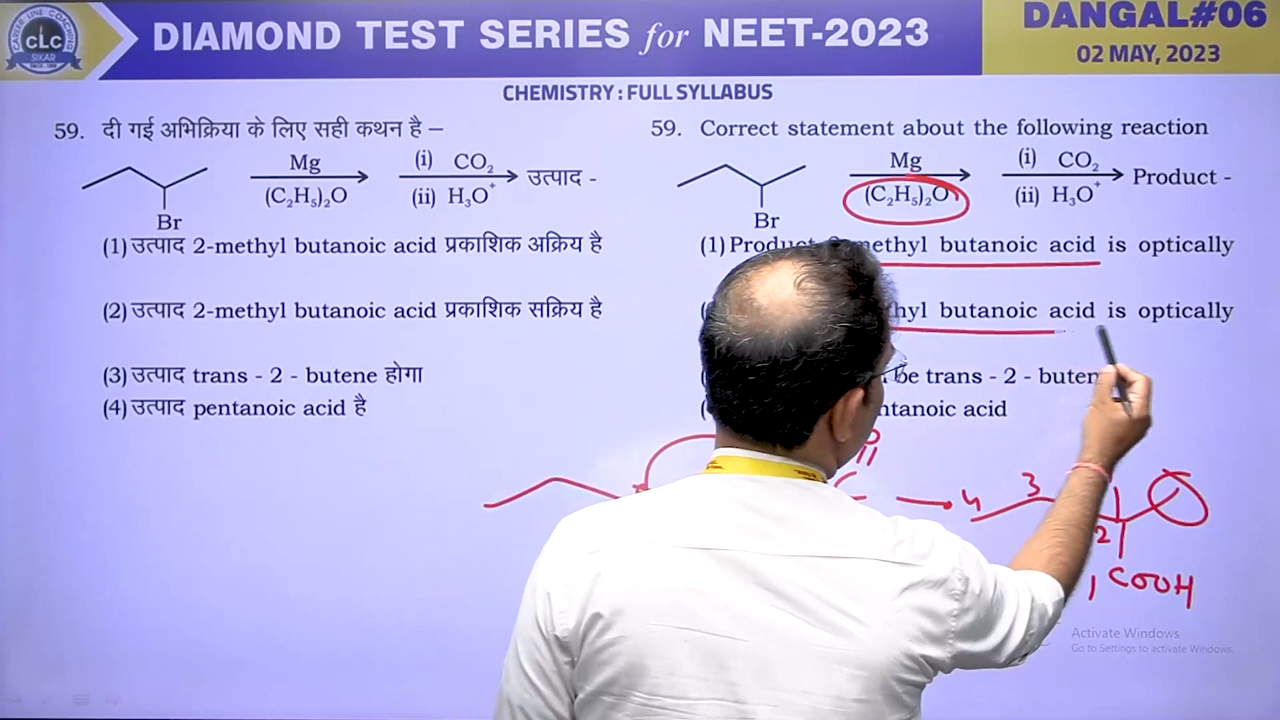 CAREER LINE COACHING
CLC
SIKAR
DIAMOND TEST SERIES for NEET-2023
DANGAL#06
02 MAY, 2023
CHEMISTRY : FULL SYLLABUS
59. दी गई अभिक्रिया के लिए सही कथन है –
Mg
(C₂H₅)₂O
(i) CO₂
(ii) H₃O⁺
उत्पाद -
Br
(1) उत्पाद 2-methyl butanoic acid प्रकाशिक अक्रिय है
(2) उत्पाद 2-methyl butanoic acid प्रकाशिक सक्रिय है
(3) उत्पाद trans - 2 - butene होगा
(4) उत्पाद pentanoic acid है
59. Correct statement about the following reaction
Mg
(C₂H₅)₂O
(i) CO₂
(ii) H₃O⁺
Product -
Br
(1) Product methyl butanoic acid is optically
butanoic acid is optically
be trans - 2 -
acid
C
4 3
2
1 COOH
Activate Windows
Go to Settings to activate Windows.